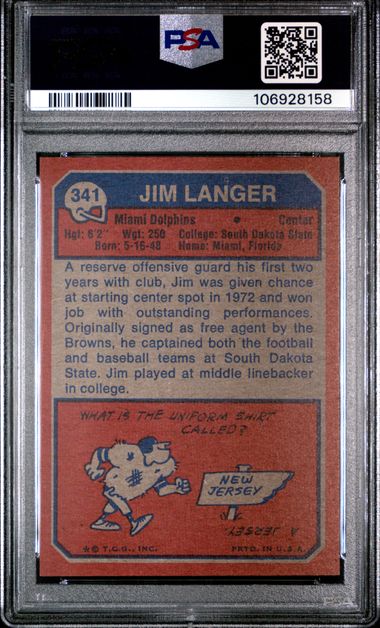 PSA
106928158
341
JIM LANGER
Miami Dolphins • Center
Hgt: 6'2" Wgt: 250 College: South Dakota State
Born: 5-16-48 Home: Miami, Florida
A reserve offensive guard his first two
years with club, Jim was given chance
at starting center spot in 1972 and won
job with outstanding performances.
Originally signed as free agent by the
Browns, he captained both the football
and baseball teams at South Dakota
State. Jim played at middle linebacker
in college.
WHAT IS THE UNIFORM SHIRT
CALLED?
NEW
JERSEY
A JERSEY.
*© T.C.G., INC. PRTD. IN U.S.A.